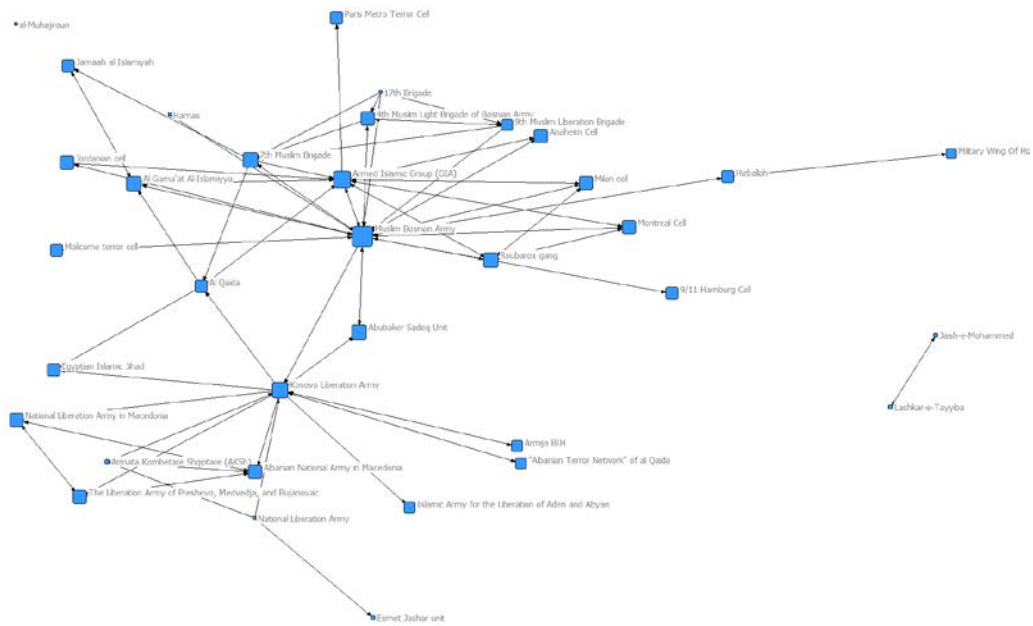 Paris Metro Terror Cell
al-Muhajiroun
Jamaah al Islamiyah
17th Brigade
Hamas
4th Muslim Light Brigade of Bosnian Army
9th Muslim Liberation Brigade
Anaheim Cell
7th Muslim Brigade
Jordanian cell
Military Wing Of
Al-Gama'at Al-Islamiyya
Armed Islamic Group (GIA)
Milan cell
Hizballah
Muslim Bosnian Army
Montreal Cell
Malcome terror cell
Roubarox gang
Al Qaida
9/11 Hamburg Cell
Abubaker Sadeq Unit
Jaish-e-Mohammed
Egyptian Islamic Jihad
Kosovo Liberation Army
Lashkar-e-Tayyba
National Liberation Army in Macedonia
Armija BIH
Armata Kombetare Shqiptare (AKSh)
"Albanian Terror Network" of al Qaida
Albanian National Army in Macedonia
The Liberation Army of Preshevo, Medvedja, and Bujanovac
Islamic Army for the Liberation of Aden and Abyan
National Liberation Army
Esmet Jashar unit